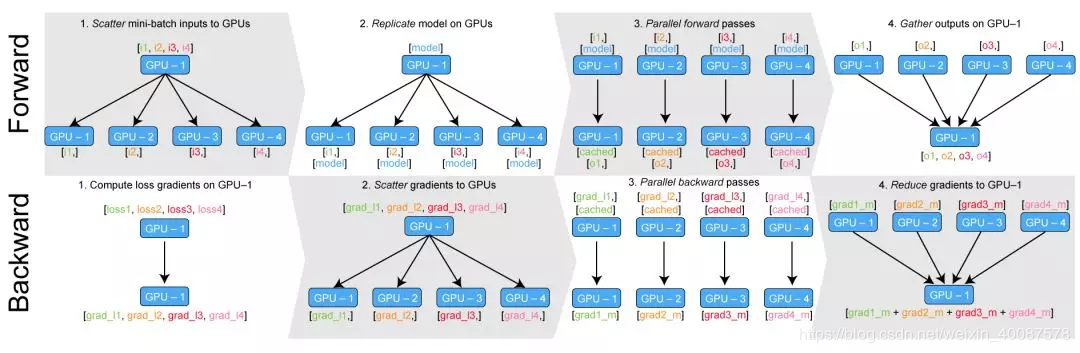 Forward
1. Scatter mini-batch inputs to GPUs
[i1, i2, i3, i4]
GPU – 1
GPU – 1 GPU – 2 GPU – 3 GPU – 4
[i1,] [i2,] [i3,] [i4,]
2. Replicate model on GPUs
[model]
GPU – 1
GPU – 1 GPU – 2 GPU – 3 GPU – 4
[i1,] [i2,] [i3,] [i4,]
[model] [model] [model] [model]
3. Parallel forward passes
[i1,] [i2,] [i3,] [i4,]
[model] [model] [model] [model]
GPU – 1 GPU – 2 GPU – 3 GPU – 4
GPU – 1 GPU – 2 GPU – 3 GPU – 4
[cached] [cached] [cached] [cached]
[o1,] [o2,] [o3,] [o4,]
4. Gather outputs on GPU–1
[o1,] [o2,] [o3,] [o4,]
GPU – 1 GPU – 2 GPU – 3 GPU – 4
GPU – 1
[o1, o2, o3, o4]
Backward
1. Compute loss gradients on GPU–1
[loss1, loss2, loss3, loss4]
GPU – 1
GPU – 1
[grad_l1, grad_l2, grad_l3, grad_l4]
2. Scatter gradients to GPUs
[grad_l1, grad_l2, grad_l3, grad_l4]
GPU – 1
GPU – 1 GPU – 2 GPU – 3 GPU – 4
[grad_l1,] [grad_l2,] [grad_l3,] [grad_l4,]
3. Parallel backward passes
[grad_l1,] [grad_l2,] [grad_l3,] [grad_l4,]
[cached] [cached] [cached] [cached]
GPU – 1 GPU – 2 GPU – 3 GPU – 4
GPU – 1 GPU – 2 GPU – 3 GPU – 4
[grad1_m] [grad2_m] [grad3_m] [grad4_m]
4. Reduce gradients to GPU–1
[grad1_m] [grad2_m] [grad3_m] [grad4_m]
GPU – 1 GPU – 2 GPU – 3 GPU – 4
GPU – 1
[grad1_m + grad2_m + grad3_m + grad4_m]
https://blog.csdn.net/weixin_40087578